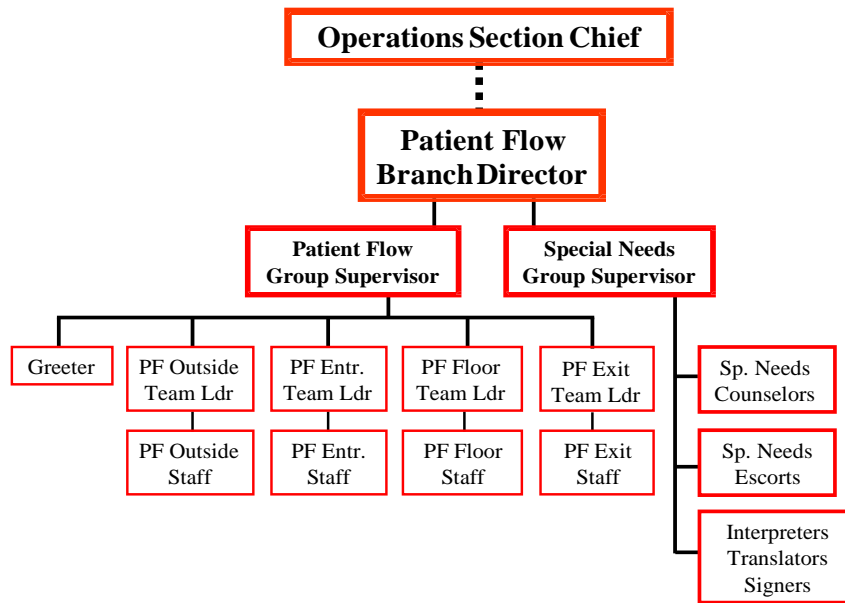 Operations Section Chief
Patient Flow
Branch Director
Patient Flow
Group Supervisor
Special Needs
Group Supervisor
Greeter
PF Outside
Team Ldr
PF Entr.
Team Ldr
PF Floor
Team Ldr
PF Exit
Team Ldr
Sp. Needs
Counselors
PF Outside
Staff
PF Entr.
Staff
PF Floor
Staff
PF Exit
Staff
Sp. Needs
Escorts
Interpreters
Translators
Signers